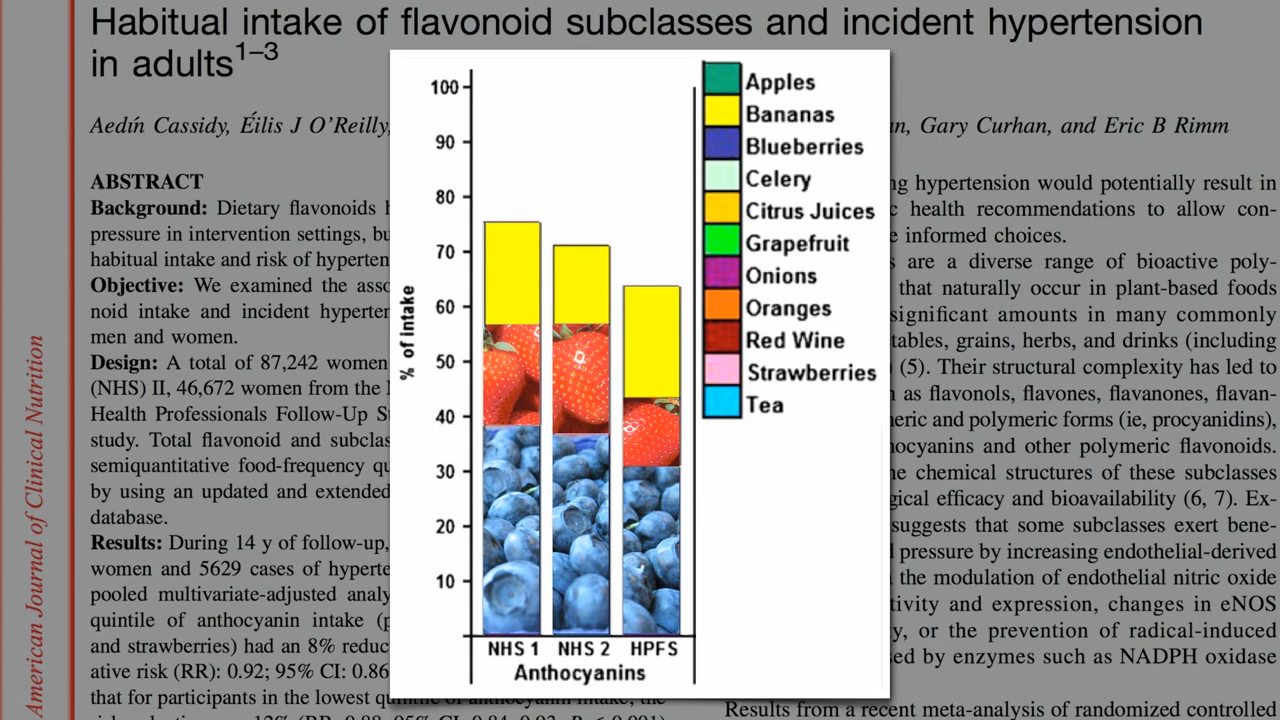 Habitual intake of flavonoid subclasses and incident hypertension
in adults1–3
Aedín Cassidy, Éilis J O'Reilly, an, Gary Curhan, and Eric B Rimm
ABSTRACT
Background: Dietary flavonoids
pressure in intervention settings, bu
habitual intake and risk of hyperten
Objective: We examined the asso
noid intake and incident hyperten
men and women.
Design: A total of 87,242 women
(NHS) II, 46,672 women from the
Health Professionals Follow-Up S
study. Total flavonoid and subclas
semiquantitative food-frequency qu
by using an updated and extended
database.
Results: During 14 y of follow-up,
women and 5629 cases of hyperte
pooled multivariate-adjusted analy
quintile of anthocyanin intake (p
and strawberries) had an 8% reduc
ative risk (RR): 0.92; 95% CI: 0.86
that for participants in the lowest quintile of anthocyanin intake; the
American Journal of Clinical Nutrition
% of intake
100
90
80
70
60
50
40
30
20
10
NHS 1 NHS 2 HPFS
Anthocyanins
Apples
Bananas
Blueberries
Celery
Citrus Juices
Grapefruit
Onions
Oranges
Red Wine
Strawberries
Tea
ng hypertension would potentially result in
c health recommendations to allow con-
e informed choices.
s are a diverse range of bioactive poly-
that naturally occur in plant-based foods
significant amounts in many commonly
tables, grains, herbs, and drinks (including
) (5). Their structural complexity has led to
as flavonols, flavones, flavanones, flavan-
neric and polymeric forms (ie, procyanidins),
hocyanins and other polymeric flavonoids.
he chemical structures of these subclasses
gical efficacy and bioavailability (6, 7). Ex-
suggests that some subclasses exert bene-
d pressure by increasing endothelial-derived
the modulation of endothelial nitric oxide
tivity and expression, changes in eNOS
y, or the prevention of radical-induced
sed by enzymes such as NADPH oxidase
Results from a recent meta-analysis of randomized controlled